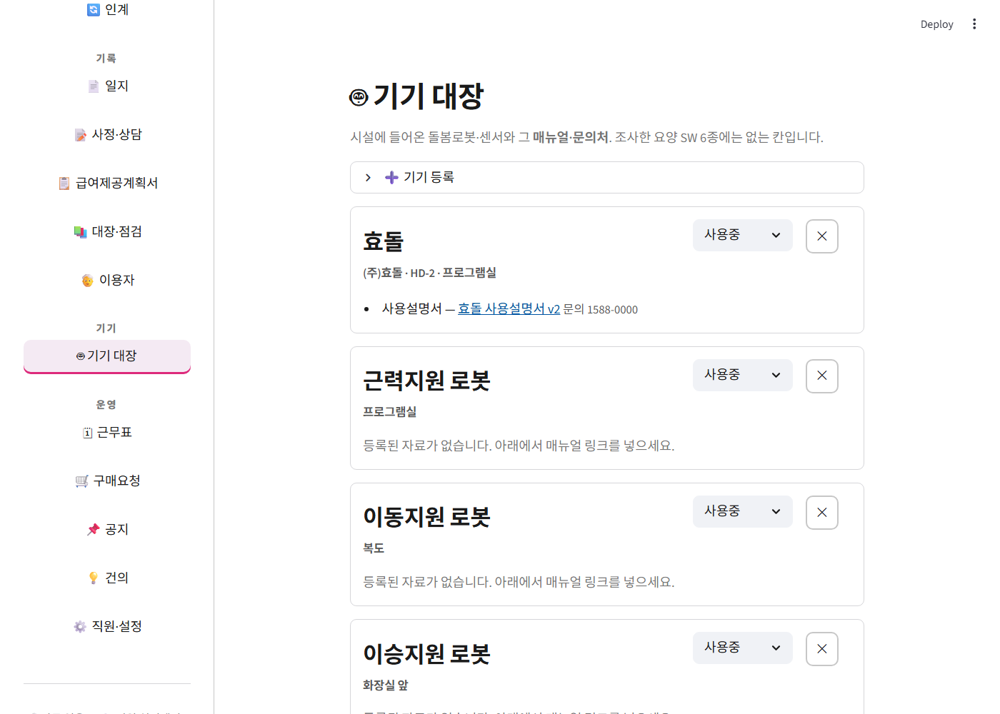 인계
기록
일지
사정·상담
급여제공계획서
대장·점검
이용자
기기
기기 대장
운영
근무표
구매요청
공지
건의
직원·설정
Deploy
기기 대장
시설에 들어온 돌봄로봇·센서와 그 매뉴얼·문의처. 조사한 요양 SW 6종에는 없는 칸입니다.
기기 등록
효돌
사용중
(주)효돌 · HD-2 · 프로그램실
사용설명서 — 효돌 사용설명서 v2 문의 1588-0000
근력지원 로봇
사용중
프로그램실
등록된 자료가 없습니다. 아래에서 매뉴얼 링크를 넣으세요.
이동지원 로봇
사용중
복도
등록된 자료가 없습니다. 아래에서 매뉴얼 링크를 넣으세요.
이승지원 로봇
사용중
화장실 앞